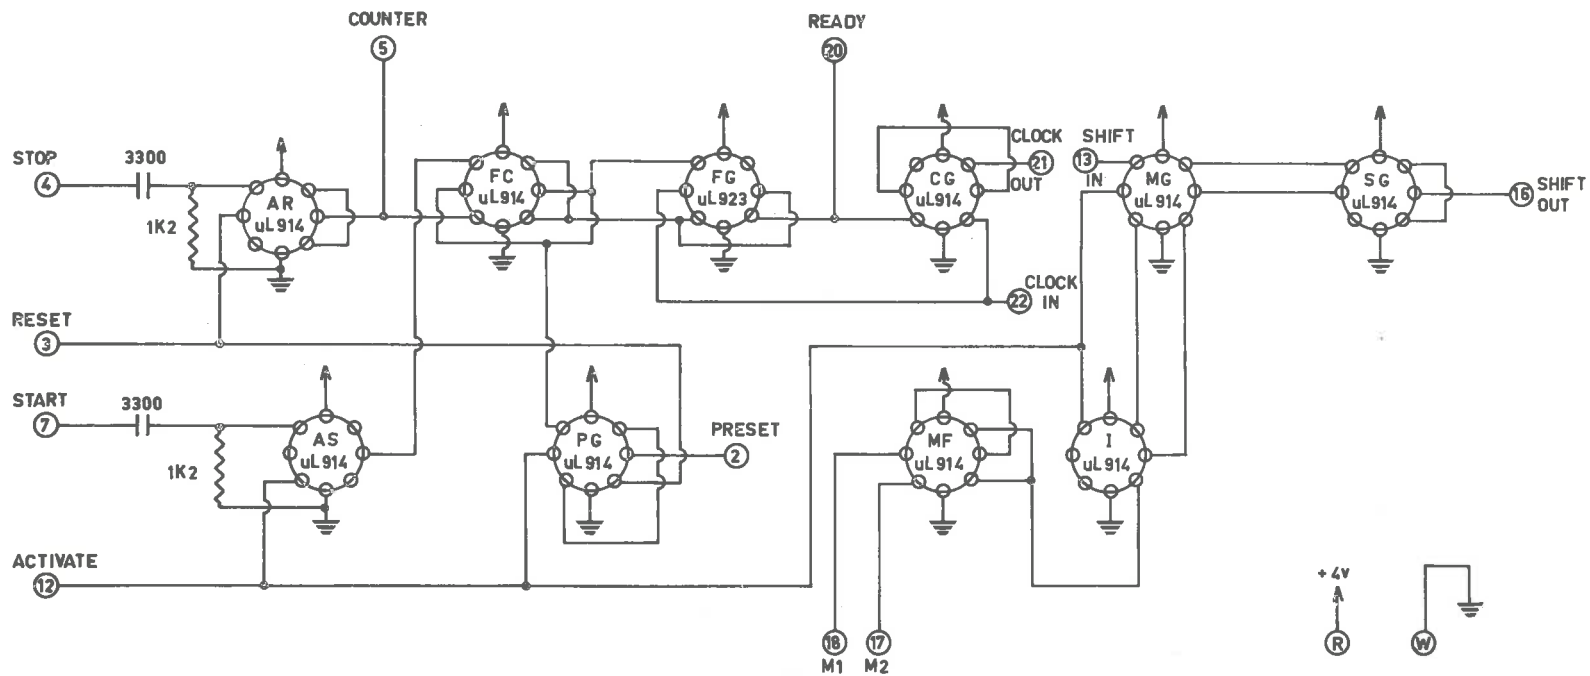 COUNTER
5
READY
20
STOP
4
3300
1K2
AR
uL914
FC
uL914
FG
uL923
CG
uL914
CLOCK
21
OUT
SHIFT
13
IN
MG
uL914
SG
uL914
16 SHIFT
OUT
22 CLOCK
IN
RESET
3
START
7
3300
1K2
AS
uL914
PG
uL914
PRESET
2
MF
uL914
I
uL914
ACTIVATE
12
18
M1
17
M2
+4V
R
W